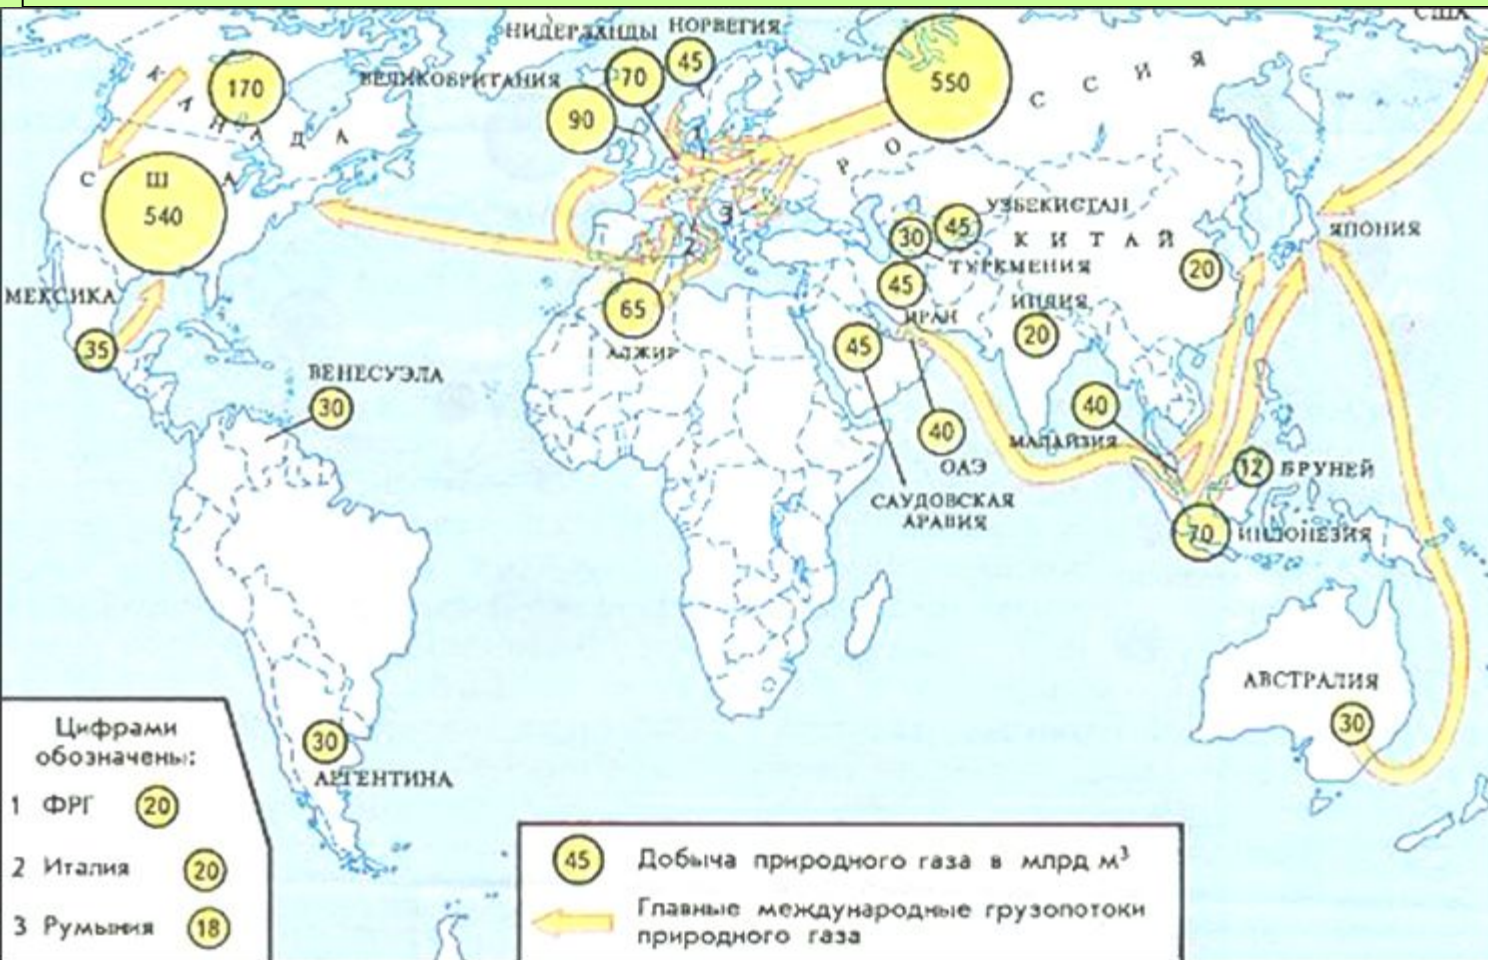 США
НИДЕРЛАНДЫ
НОРВЕГИЯ
45
70
ВЕЛИКОБРИТАНИЯ
90
550
РОССИЯ
КАНАДА
170
США
540
1
3
2
УЗБЕКИСТАН
45
30
ТУРКМЕНИЯ
КИТАЙ
20
ЯПОНИЯ
45
ИРАН
ИНДИЯ
20
МЕКСИКА
35
65
АЛЖИР
45
ВЕНЕСУЭЛА
30
40
МАЛАЙЗИЯ
40
ОАЭ
САУДОВСКАЯ
АРАВИЯ
12
БРУНЕЙ
70
ИНДОНЕЗИЯ
АВСТРАЛИЯ
30
30
АРГЕНТИНА
Цифрами
обозначены:
1 ФРГ 20
2 Италия 20
3 Румыния 18
45 Добыча природного газа в млрд м³
Главные международные грузопотоки
природного газа